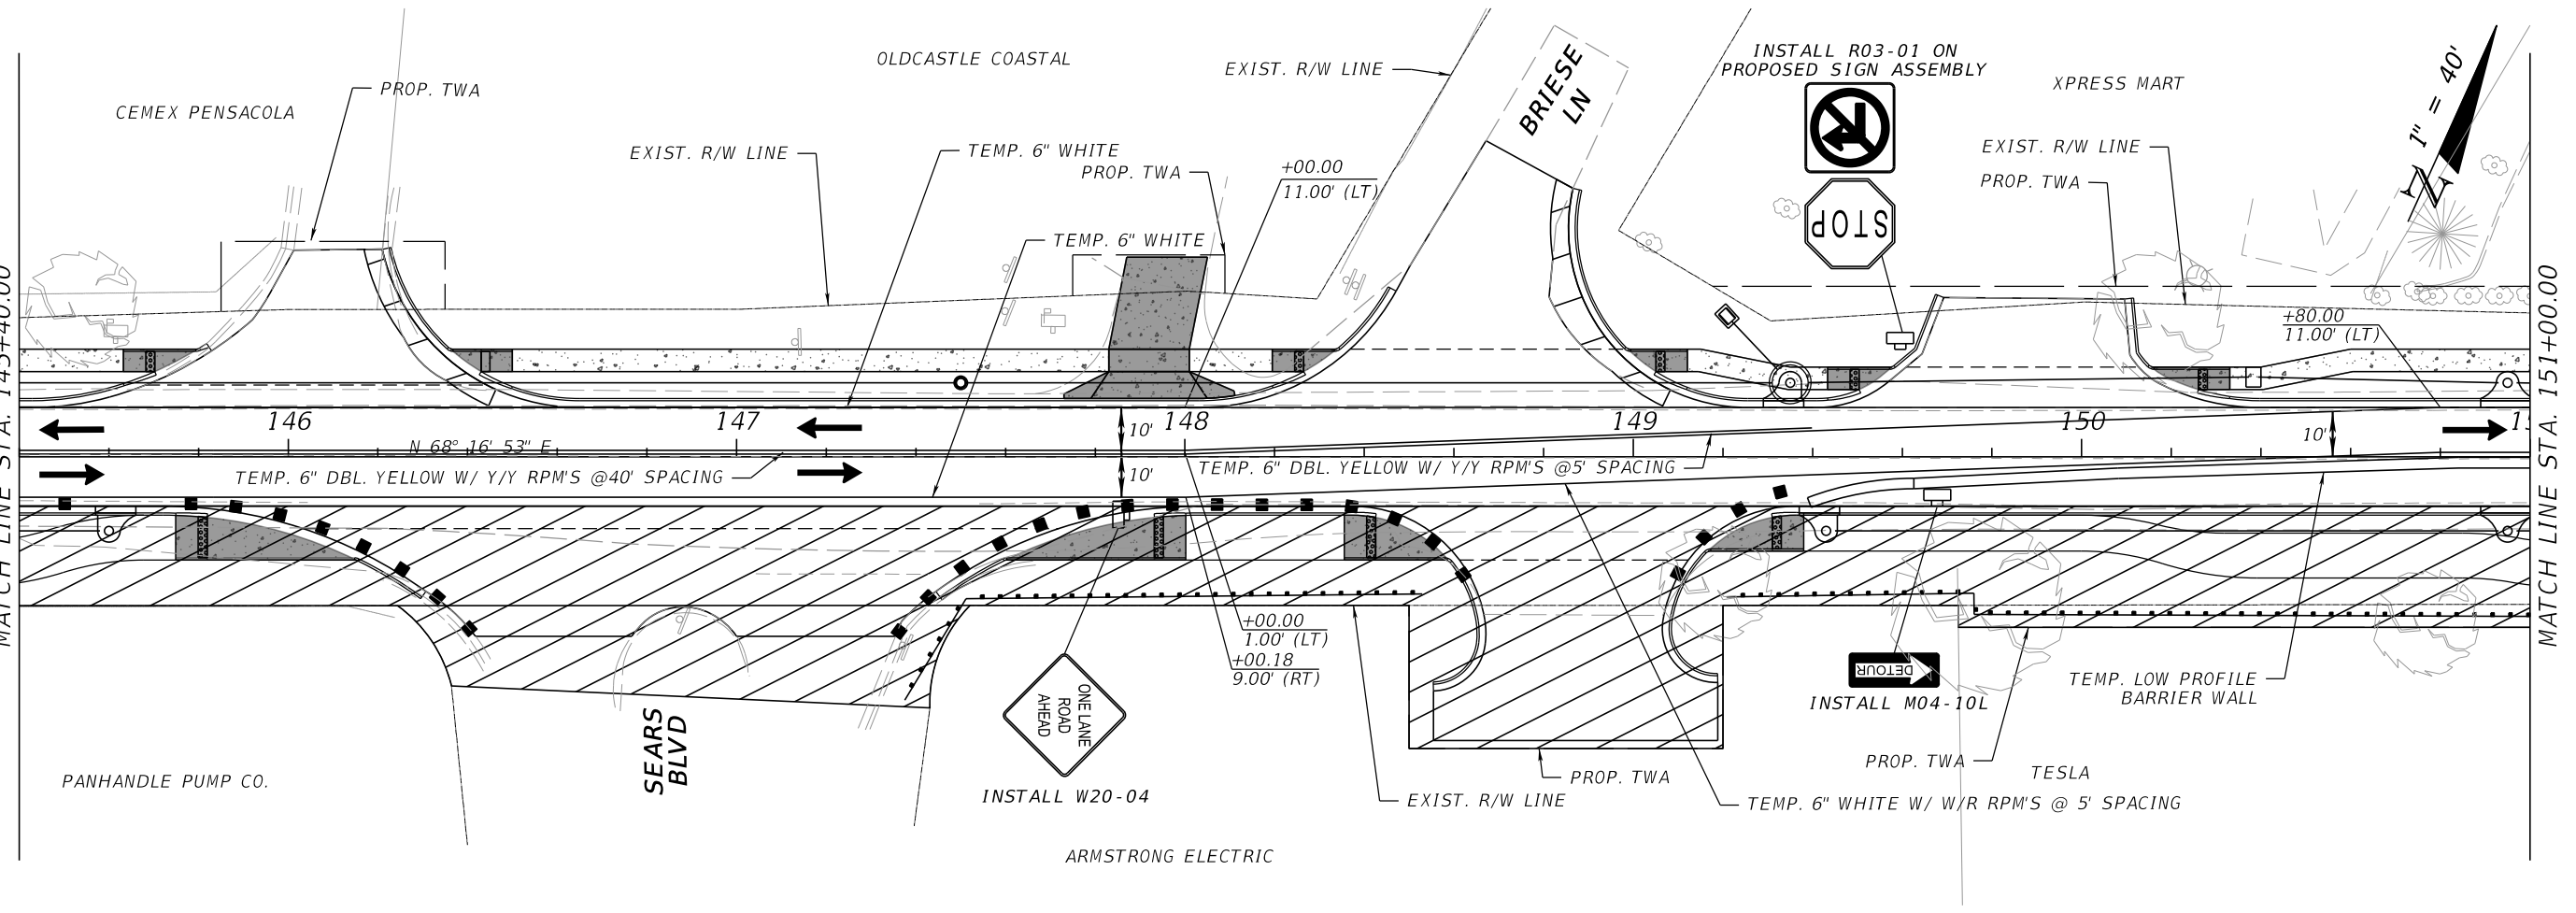 MATCH LINE STA. 145+40.00
CEMEX PENSACOLA
PROP. TWA
OLDCASTLE COASTAL
EXIST. R/W LINE
TEMP. 6" WHITE
PROP. TWA
TEMP. 6" WHITE
EXIST. R/W LINE
+00.00
11.00' (LT)
BRIESE
LN
INSTALL R03-01 ON
PROPOSED SIGN ASSEMBLY
STOP
XPRESS MART
EXIST. R/W LINE
PROP. TWA
N 1" = 40'
+80.00
11.00' (LT)
MATCH LINE STA. 151+00.00
146
147
148
149
150
15
N 68° 16' 53" E
TEMP. 6" DBL. YELLOW W/ Y/Y RPM'S @40' SPACING
10'
10'
TEMP. 6" DBL. YELLOW W/ Y/Y RPM'S @5' SPACING
10'
+00.00
1.00' (LT)
+00.18
9.00' (RT)
SEARS
BLVD
ONE LANE
ROAD
AHEAD
INSTALL W20-04
PANHANDLE PUMP CO.
ARMSTRONG ELECTRIC
EXIST. R/W LINE
PROP. TWA
DETOUR
INSTALL M04-10L
TEMP. LOW PROFILE
BARRIER WALL
PROP. TWA
TESLA
TEMP. 6" WHITE W/ W/R RPM'S @ 5' SPACING